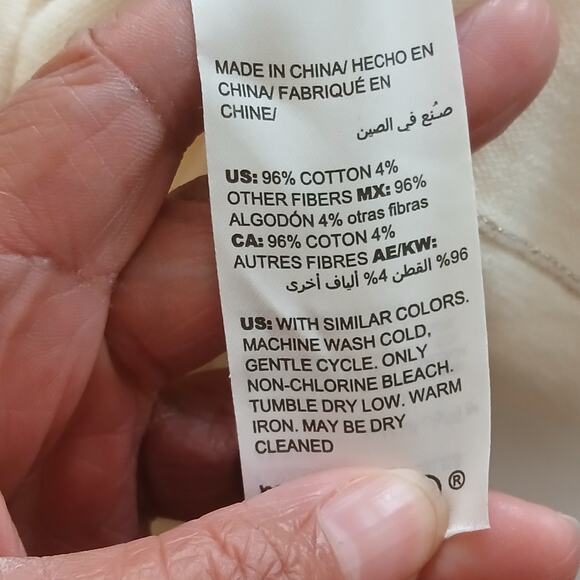 MADE IN CHINA/ HECHO EN
CHINA/ FABRIQUÉ EN
CHINE/
صُنع في الصين
US: 96% COTTON 4%
OTHER FIBERS MX: 96%
ALGODÓN 4% otras fibras
CA: 96% COTON 4%
AUTRES FIBRES AE/KW:
96% القطن 4% ألياف أخرى
US: WITH SIMILAR COLORS.
MACHINE WASH COLD,
GENTLE CYCLE. ONLY
NON-CHLORINE BLEACH.
TUMBLE DRY LOW. WARM
IRON. MAY BE DRY
CLEANED
®